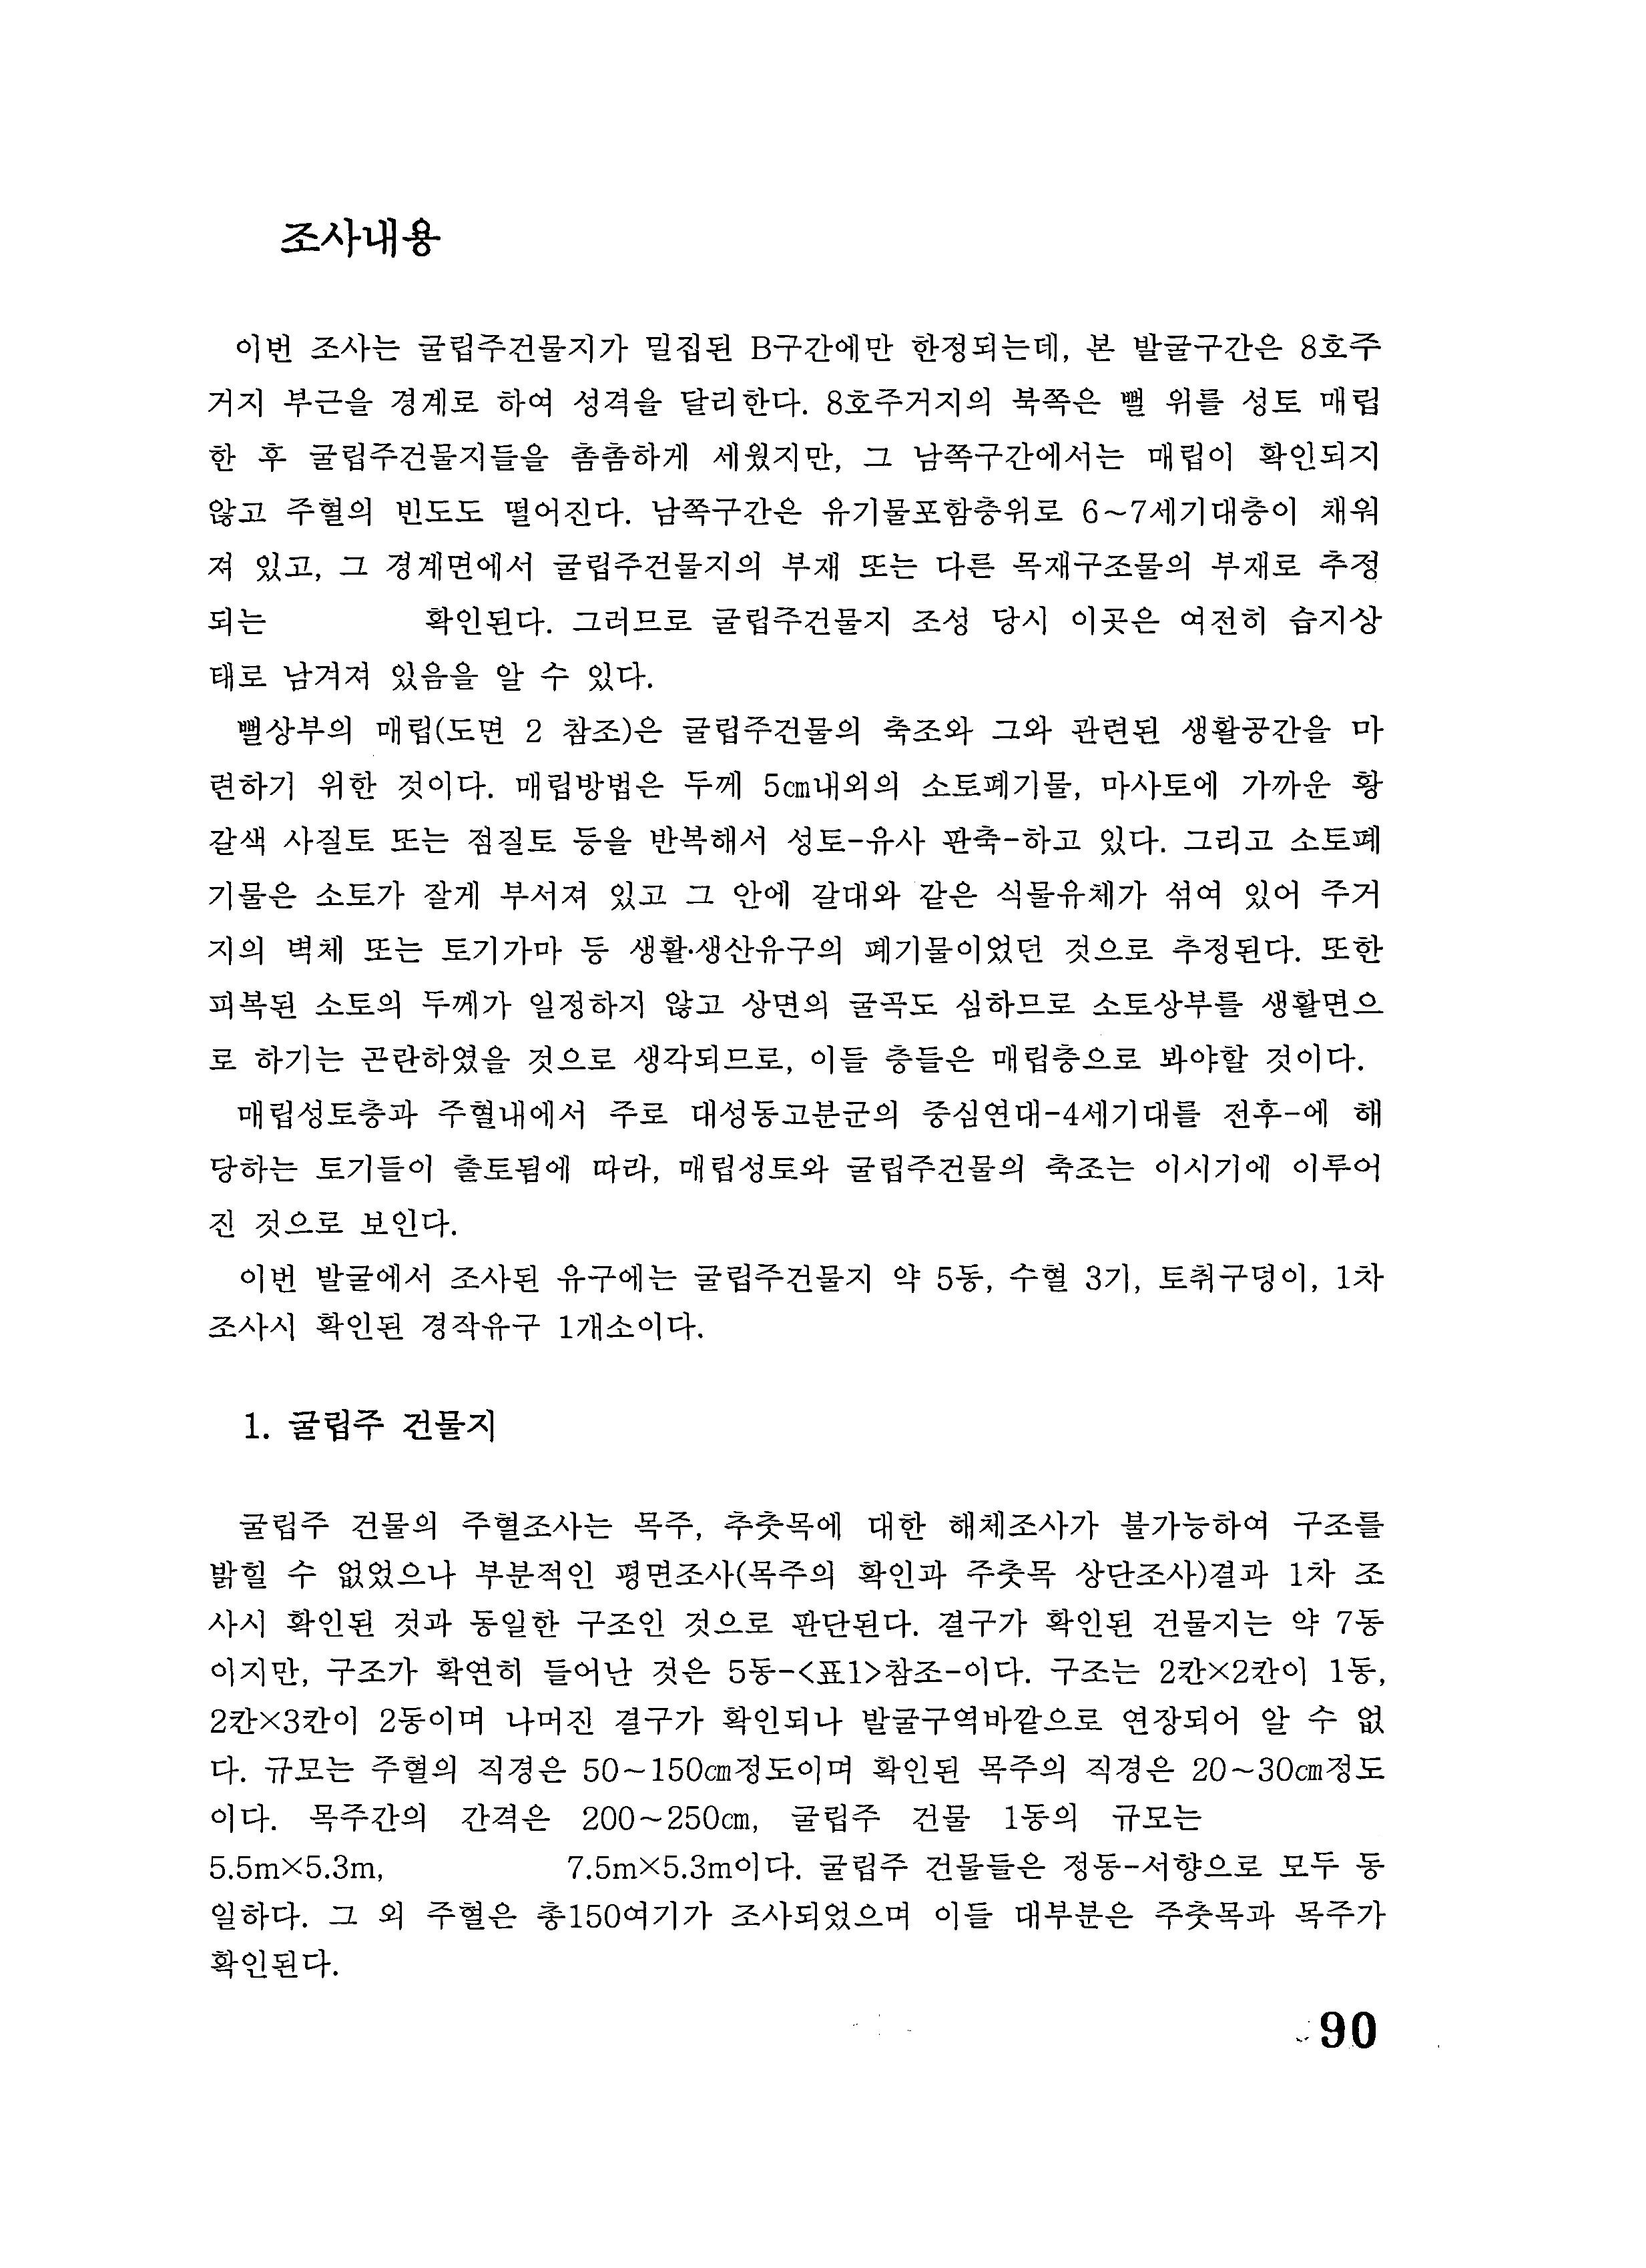 조사내용
이번 조사는 굴립주건물지가 밀집된 B구간에만 한정되는데, 본 발굴구간은 8호주
거지 부근을 경계로 하여 성격을 달리한다. 8호주거지의 북쪽은 뻘 위를 성토 매립
한 후 굴립주건물지들을 촘촘하게 세웠지만, 그 남쪽구간에서는 매립이 확인되지
않고 주혈의 빈도도 떨어진다. 남쪽구간은 유기물포함층위로 6~7세기대층이 채워
져 있고, 그 경계면에서 굴립주건물지의 부재 또는 다른 목재구조물의 부재로 추정
되는 확인된다. 그러므로 굴립주건물지 조성 당시 이곳은 여전히 습지상
태로 남겨져 있음을 알 수 있다.
뻘상부의 매립(도면 2 참조)은 굴립주건물의 축조와 그와 관련된 생활공간을 마
련하기 위한 것이다. 매립방법은 두께 5㎝내외의 소토폐기물, 마사토에 가까운 황
갈색 사질토 또는 점질토 등을 반복해서 성토-유사 판축-하고 있다. 그리고 소토폐
기물은 소토가 잘게 부서져 있고 그 안에 갈대와 같은 식물유체가 섞여 있어 주거
지의 벽체 또는 토기가마 등 생활·생산유구의 폐기물이었던 것으로 추정된다. 또한
피복된 소토의 두께가 일정하지 않고 상면의 굴곡도 심하므로 소토상부를 생활면으
로 하기는 곤란하였을 것으로 생각되므로, 이들 층들은 매립층으로 봐야할 것이다.
매립성토층과 주혈내에서 주로 대성동고분군의 중심연대-4세기대를 전후-에 해
당하는 토기들이 출토됨에 따라, 매립성토와 굴립주건물의 축조는 이시기에 이루어
진 것으로 보인다.
이번 발굴에서 조사된 유구에는 굴립주건물지 약 5동, 수혈 3기, 토취구덩이, 1차
조사시 확인된 경작유구 1개소이다.
1. 굴립주 건물지
굴립주 건물의 주혈조사는 목주, 추춧목에 대한 해체조사가 불가능하여 구조를
밝힐 수 없었으나 부분적인 평면조사(목주의 확인과 주춧목 상단조사)결과 1차 조
사시 확인된 것과 동일한 구조인 것으로 판단된다. 결구가 확인된 건물지는 약 7동
이지만, 구조가 확연히 들어난 것은 5동-<표1>참조-이다. 구조는 2칸×2칸이 1동,
2칸×3칸이 2동이며 나머진 결구가 확인되나 발굴구역바깥으로 연장되어 알 수 없
다. 규모는 주혈의 직경은 50~150㎝정도이며 확인된 목주의 직경은 20~30㎝정도
이다. 목주간의 간격은 200~250㎝, 굴립주 건물 1동의 규모는
5.5m×5.3m, 7.5m×5.3m이다. 굴립주 건물들은 정동-서향으로 모두 동
일하다. 그 외 주혈은 총150여기가 조사되었으며 이들 대부분은 주춧목과 목주가
확인된다.
90